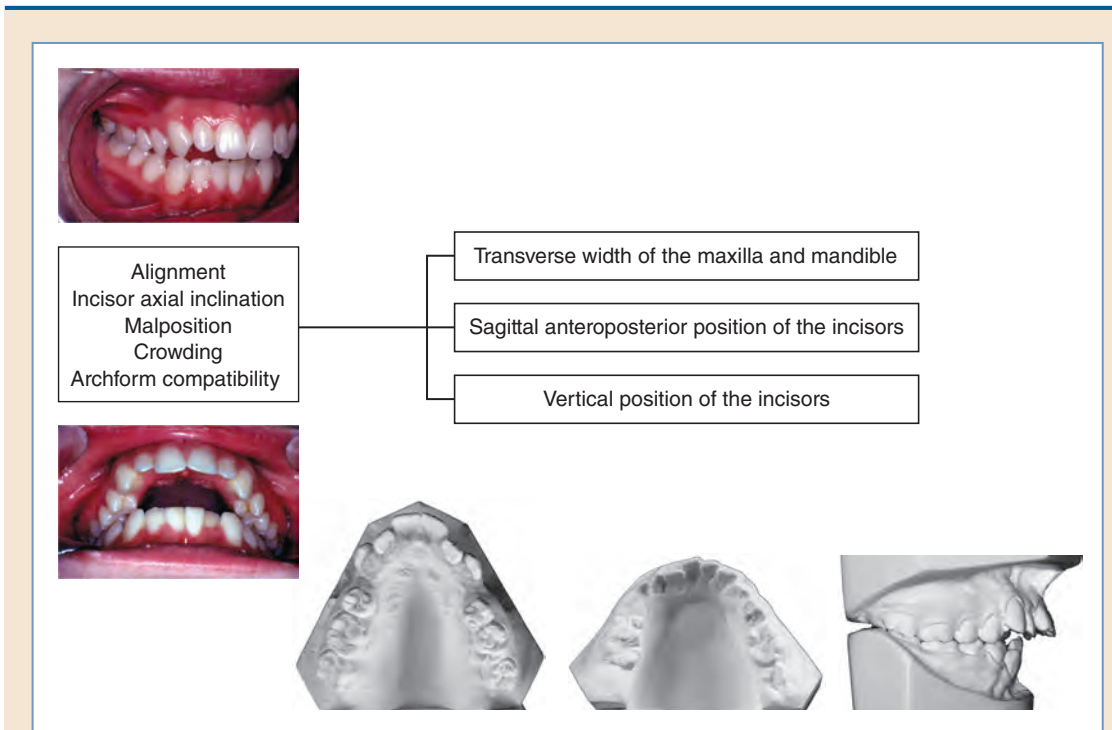 Alignment
Incisor axial inclination
Malposition
Crowding
Archform compatibility
Transverse width of the maxilla and mandible
Sagittal anteroposterior position of the incisors
Vertical position of the incisors